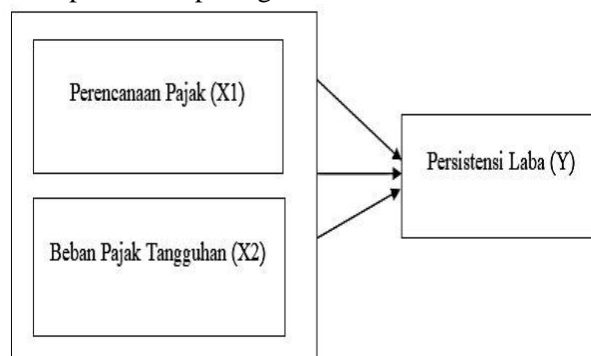 Perencanaan Pajak (X1)
Persistensi Laba (Y)
Beban Pajak Tangguhan (X2)